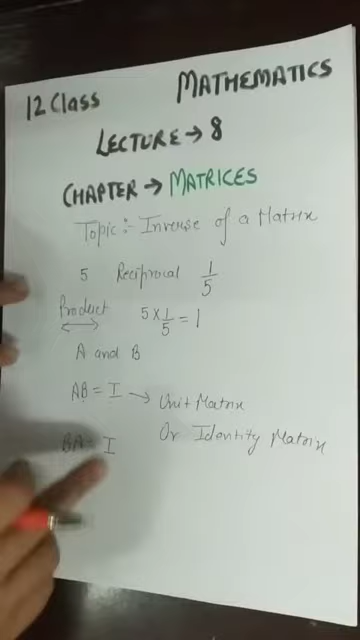 12 Class Mathematics
Lecture → 8
Chapter → Matrices
Topic :- Inverse of a Matrix
5 Reciprocal 1/5
Product ↔ 5 × 1/5 = 1
A and B
AB = I → Unit Matrix
Or Identity Matrix
BA = I